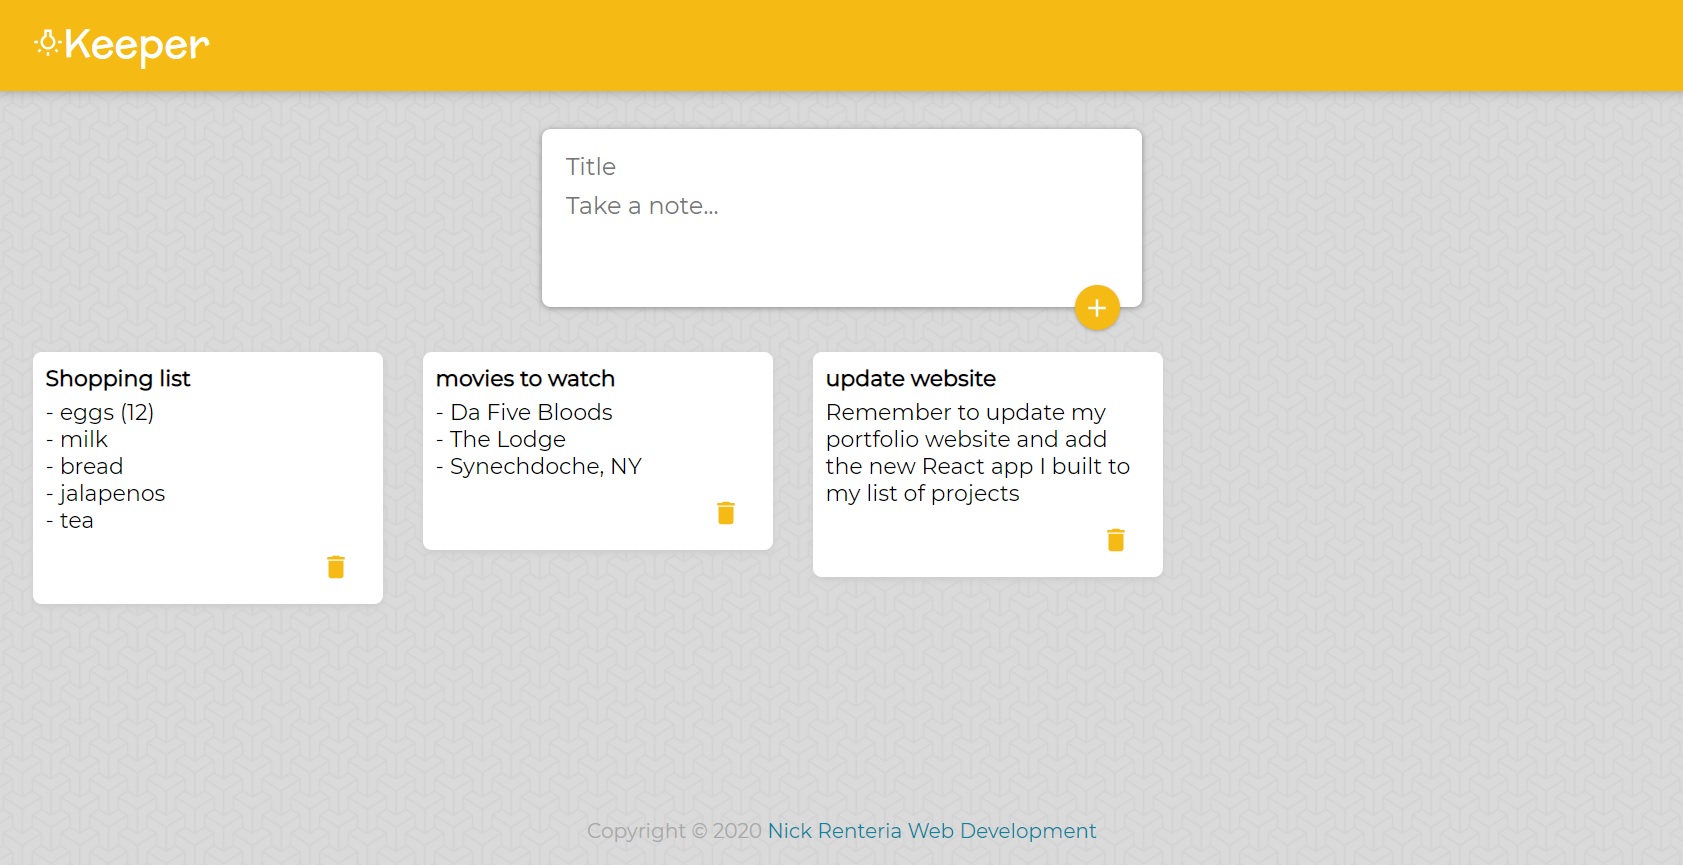 Keeper
Title
Take a note...
Shopping list
- eggs (12)
- milk
- bread
- jalapenos
- tea
movies to watch
- Da Five Bloods
- The Lodge
- Synechdoche, NY
update website
Remember to update my
portfolio website and add
the new React app I built to
my list of projects
Copyright © 2020 Nick Renteria Web Development